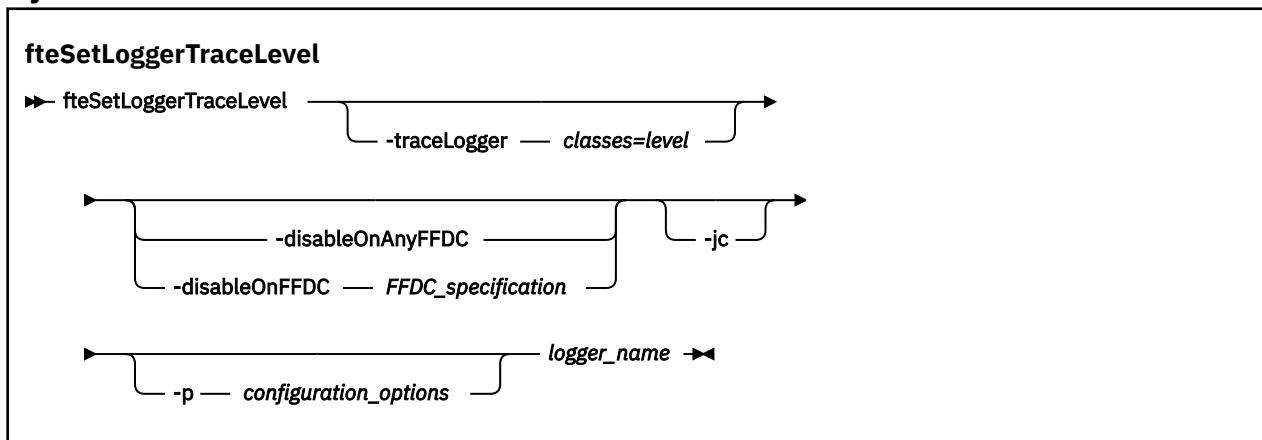 fteSetLoggerTraceLevel
fteSetLoggerTraceLevel
-traceLogger classes=level
-disableOnAnyFFDC
-jc
-disableOnFFDC FFDC_specification
logger_name
-p configuration_options